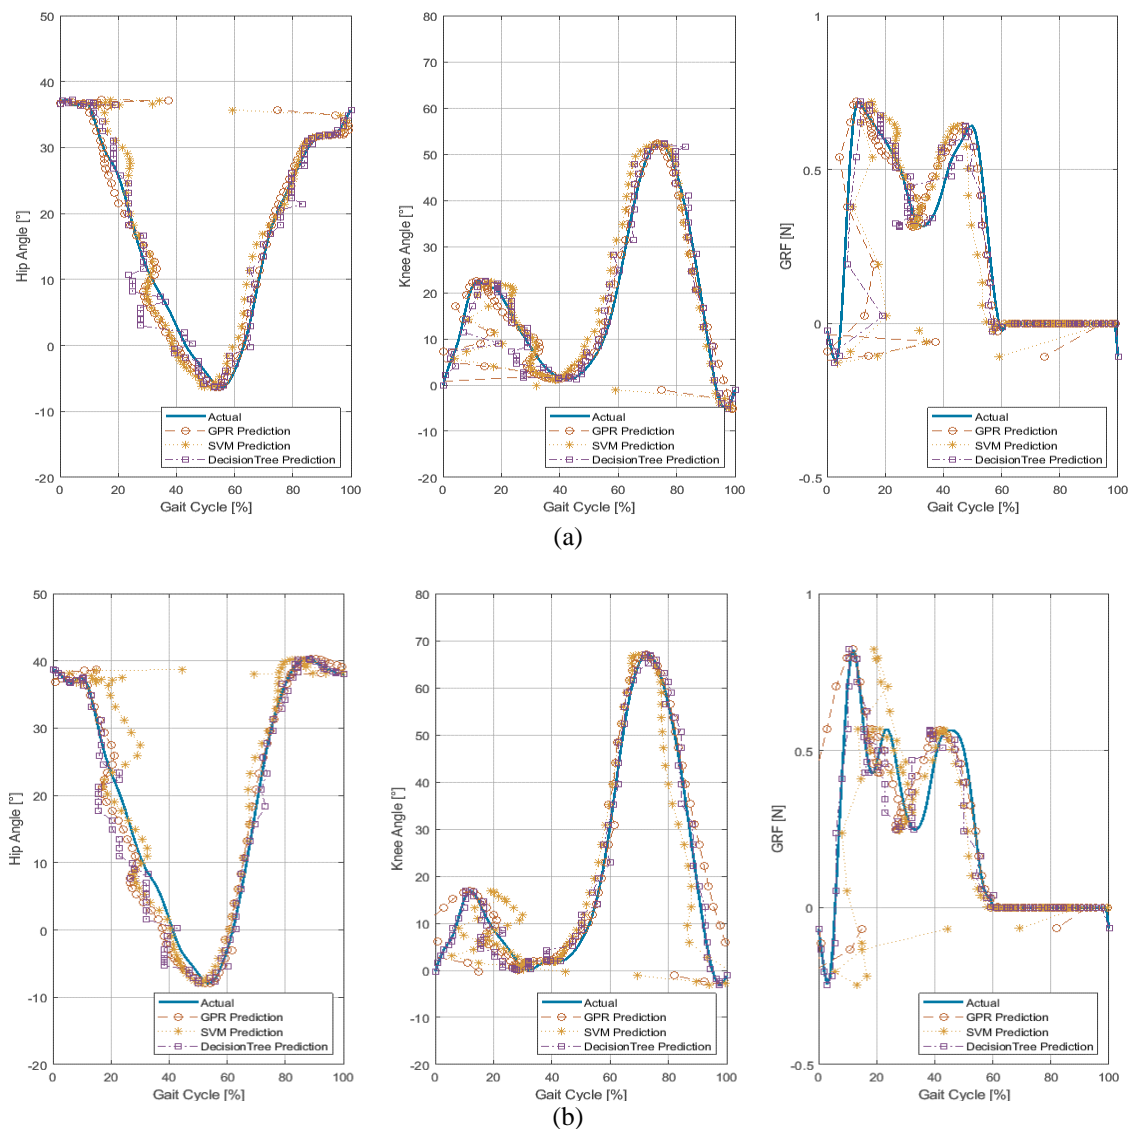 50
40
30
20
10
0
-10
-20
Hip Angle [°]
0 20 40 60 80 100
Gait Cycle [%]
Actual
GPR Prediction
SVM Prediction
DecisionTree Prediction
80
70
60
50
40
30
20
10
0
-10
-20
Knee Angle [°]
0 20 40 60 80 100
Gait Cycle [%]
Actual
GPR Prediction
SVM Prediction
DecisionTree Prediction
1
0.5
0
-0.5
GRF [N]
0 20 40 60 80 100
Gait Cycle [%]
Actual
GPR Prediction
SVM Prediction
DecisionTree Prediction
(a)
50
40
30
20
10
0
-10
-20
Hip Angle [°]
0 20 40 60 80 100
Gait Cycle [%]
Actual
GPR Prediction
SVM Prediction
DecisionTree Prediction
80
70
60
50
40
30
20
10
0
-10
-20
Knee Angle [°]
0 20 40 60 80 100
Gait Cycle [%]
Actual
GPR Prediction
SVM Prediction
DecisionTree Prediction
1
0.5
0
-0.5
GRF [N]
0 20 40 60 80 100
Gait Cycle [%]
Actual
GPR Prediction
SVM Prediction
DecisionTree Prediction
(b)